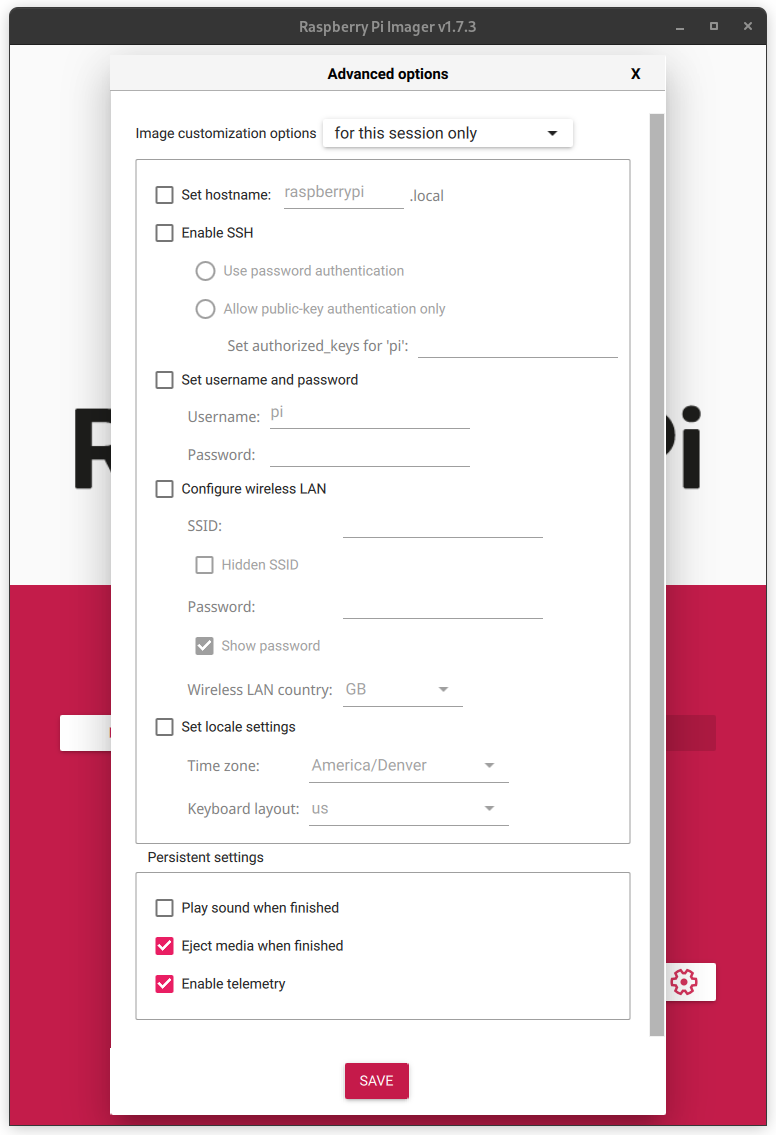 Raspberry Pi Imager v1.7.3
Advanced options X
Image customization options for this session only
Set hostname: raspberrypi .local
Enable SSH
Use password authentication
Allow public-key authentication only
Set authorized_keys for 'pi':
Set username and password
Username: pi
Password:
Configure wireless LAN
SSID:
Hidden SSID
Password:
Show password
Wireless LAN country: GB
Set locale settings
Time zone: America/Denver
Keyboard layout: us
Persistent settings
Play sound when finished
Eject media when finished
Enable telemetry
SAVE
R Pi